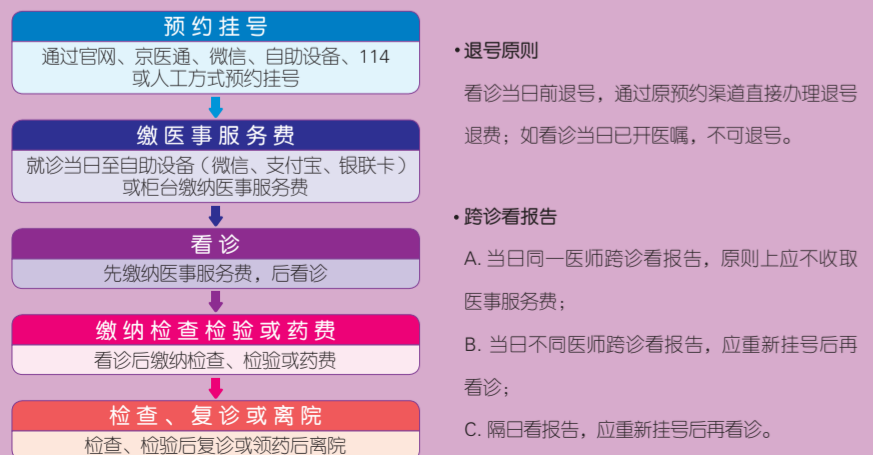 预约挂号
通过官网、京医通、微信、自助设备、114
或人工方式预约挂号
缴医事服务费
就诊当日至自助设备（微信、支付宝、银联卡）
或柜台缴纳医事服务费
看诊
先缴纳医事服务费，后看诊
缴纳检查检验或药费
看诊后缴纳检查、检验或药费
检查、复诊或离院
检查、检验后复诊或领药后离院
•退号原则
看诊当日前退号，通过原预约渠道直接办理退号
退费；如看诊当日已开医嘱，不可退号。
•跨诊看报告
A. 当日同一医师跨诊看报告，原则上应不收取
医事服务费；
B. 当日不同医师跨诊看报告，应重新挂号后再
看诊；
C. 隔日看报告，应重新挂号后再看诊。